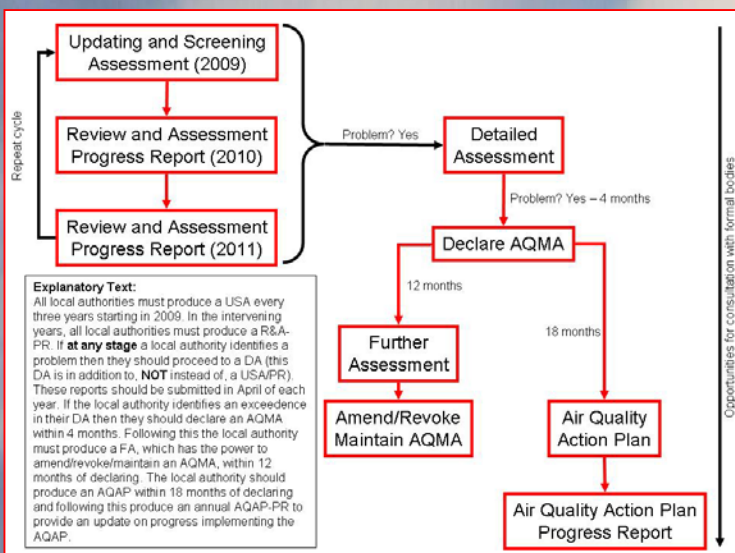 Updating and Screening
Assessment (2009)
Review and Assessment
Progress Report (2010)
Review and Assessment
Progress Report (2011)
Repeat cycle
Problem? Yes
Detailed
Assessment
Problem? Yes – 4 months
Declare AQMA
12 months
18 months
Further
Assessment
Amend/Revoke
Maintain AQMA
Air Quality
Action Plan
Air Quality Action Plan
Progress Report
Opportunities for consultation with formal bodies
Explanatory Text:
All local authorities must produce a USA every
three years starting in 2009. In the intervening
years, all local authorities must produce a R&A-
PR. If at any stage a local authority identifies a
problem then they should proceed to a DA (this
DA is in addition to, NOT instead of, a USA/PR).
These reports should be submitted in April of each
year. If the local authority identifies an exceedence
in their DA then they should declare an AQMA
within 4 months. Following this the local authority
must produce a FA, which has the power to
amend/revoke/maintain an AQMA, within 12
months of declaring. The local authority should
produce an AQAP within 18 months of declaring
and following this produce an annual AQAP-PR to
provide an update on progress implementing the
AQAP.